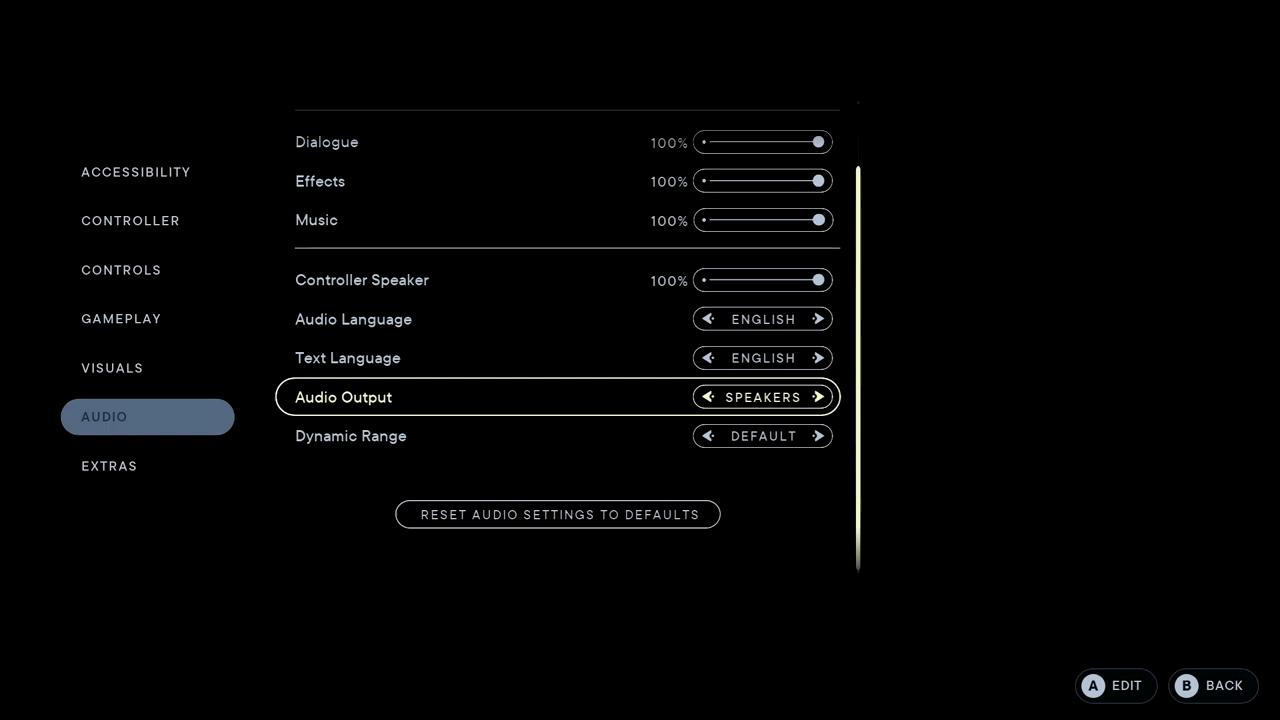 ACCESSIBILITY
CONTROLLER
CONTROLS
GAMEPLAY
VISUALS
AUDIO
EXTRAS
Dialogue 100%
Effects 100%
Music 100%
Controller Speaker 100%
Audio Language ENGLISH
Text Language ENGLISH
Audio Output SPEAKERS
Dynamic Range DEFAULT
RESET AUDIO SETTINGS TO DEFAULTS
A EDIT B BACK